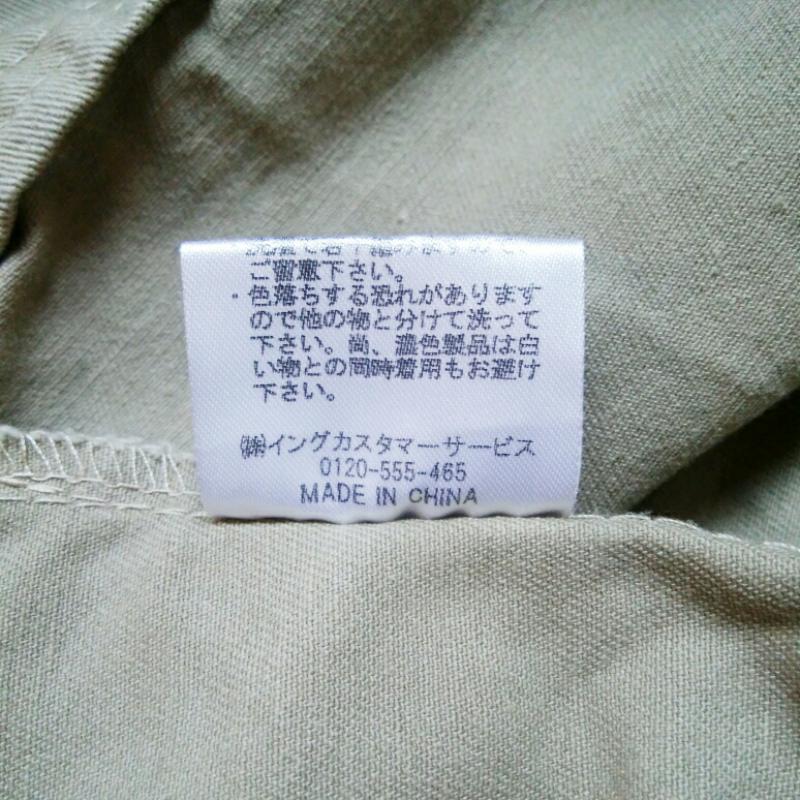 ご留意下さい。
・色落ちする恐れがあります
ので他の物と分けて洗って
下さい。尚、濃色製品は白
い物との同時着用もお避け
下さい。
㈱イングカスタマーサービス
0120-555-465
MADE IN CHINA